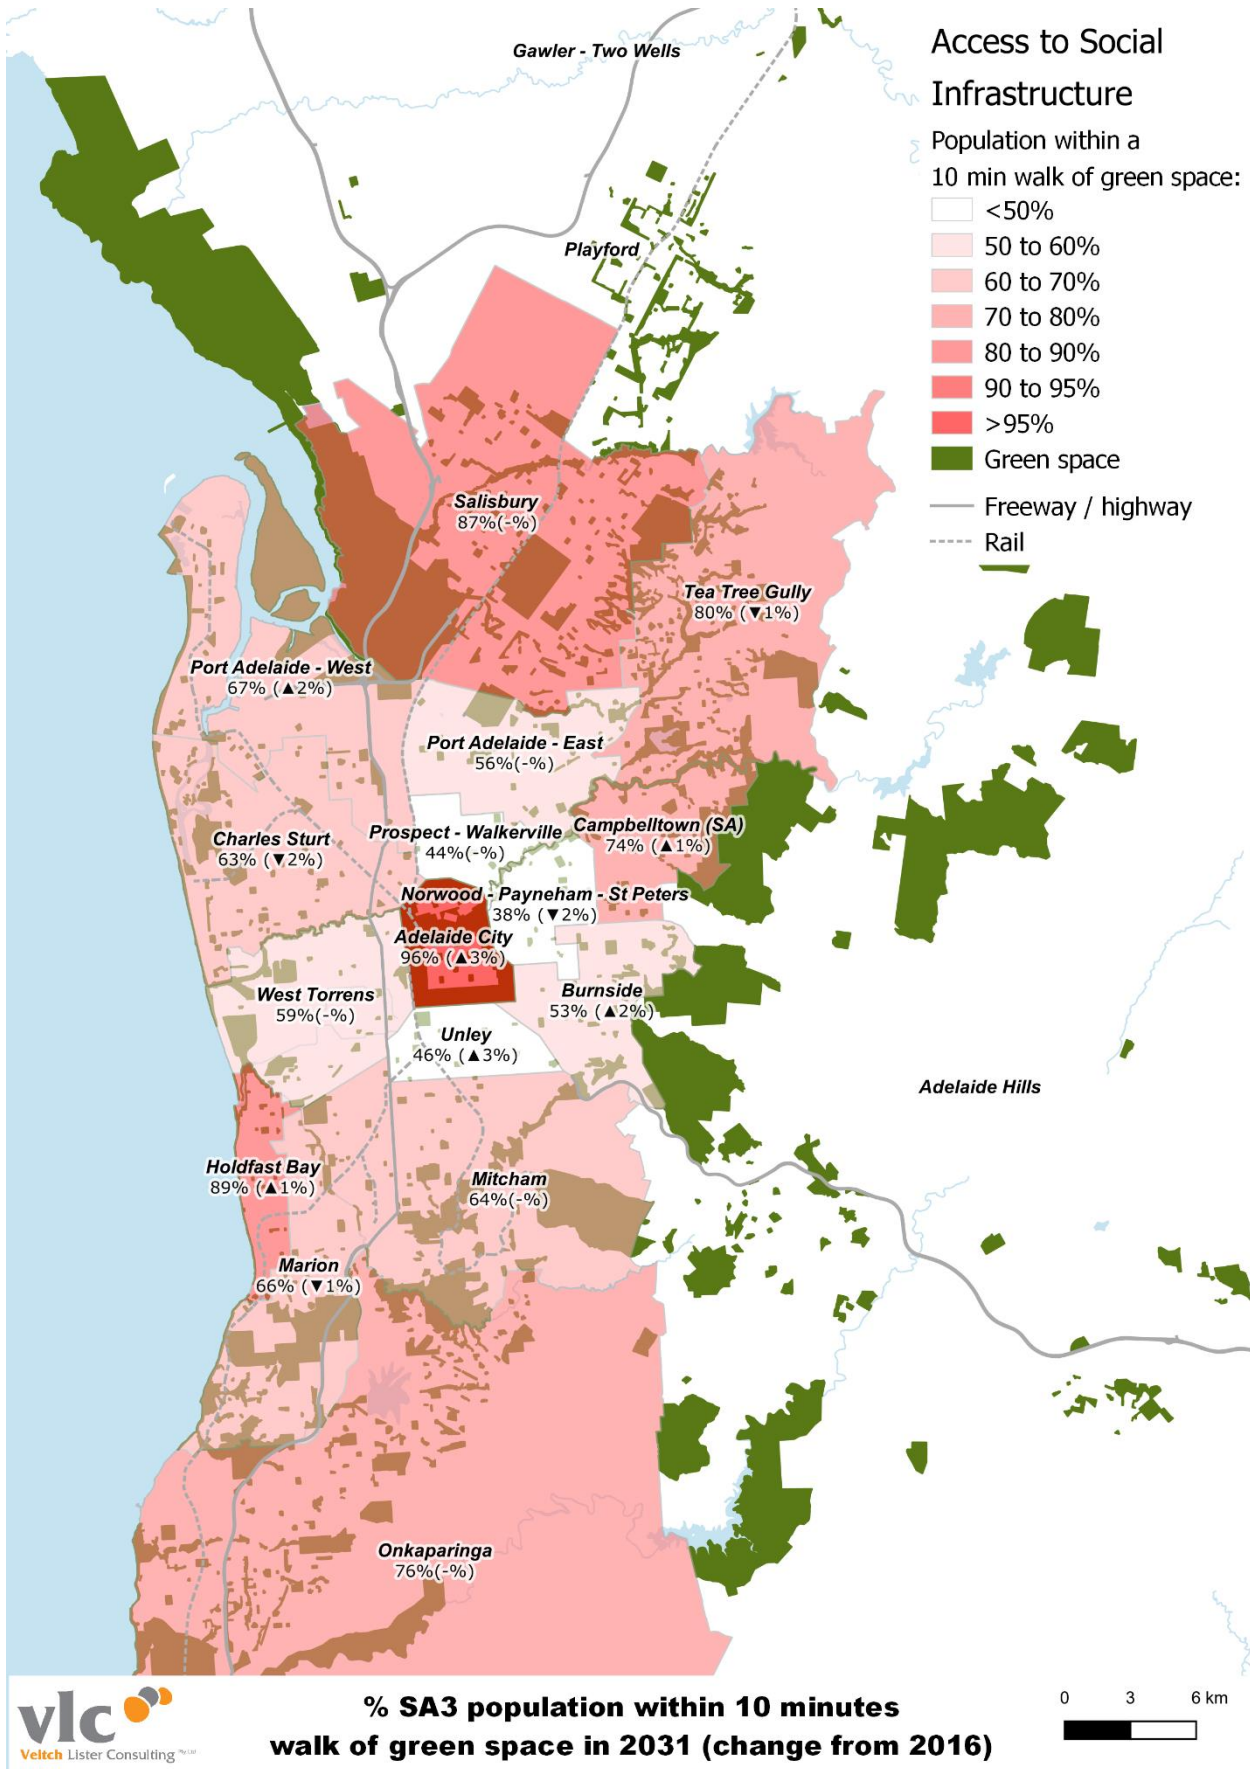 Access to Social
Infrastructure
Population within a
10 min walk of green space:
<50%
50 to 60%
60 to 70%
70 to 80%
80 to 90%
90 to 95%
>95%
Green space
Freeway / highway
Rail
Gawler - Two Wells
Playford
Salisbury
87%(-%)
Tea Tree Gully
80% (▼1%)
Port Adelaide - West
67% (▲2%)
Port Adelaide - East
56%(-%)
Charles Sturt
63% (▼2%)
Prospect - Walkerville
44%(-%)
Campbelltown (SA)
74% (▲1%)
Norwood - Payneham - St Peters
38% (▼2%)
Adelaide City
96% (▲3%)
West Torrens
59%(-%)
Burnside
53% (▲2%)
Unley
46% (▲3%)
Adelaide Hills
Holdfast Bay
89% (▲1%)
Mitcham
64%(-%)
Marion
66% (▼1%)
Onkaparinga
76%(-%)
vlc
Veitch Lister Consulting Pty Ltd
% SA3 population within 10 minutes
walk of green space in 2031 (change from 2016)
0 3 6 km